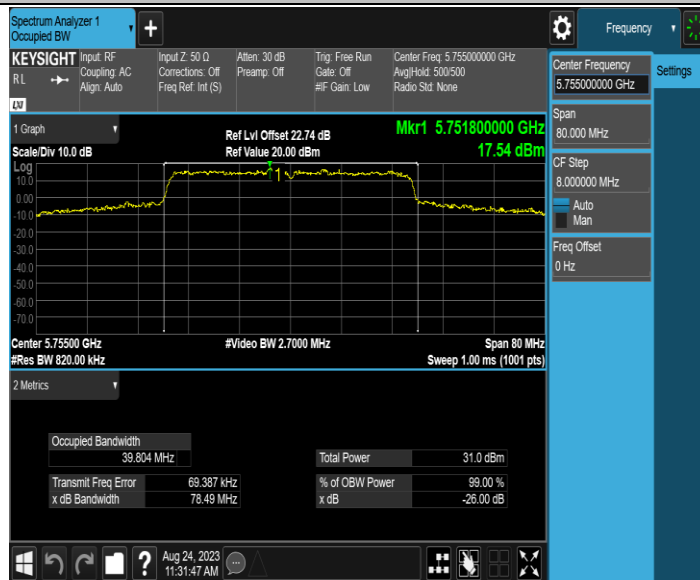 Spectrum Analyzer 1
Occupied BW
+
Frequency
KEYSIGHT
RL
LXI
Input: RF
Coupling: AC
Align: Auto
Input Z: 50 Ω
Corrections: Off
Freq Ref: Int (S)
Atten: 30 dB
Preamp: Off
Trig: Free Run
Gate: Off
#IF Gain: Low
Center Freq: 5.755000000 GHz
Avg|Hold: 500/500
Radio Std: None
Center Frequency
5.755000000 GHz
Settings
Span
80.000 MHz
CF Step
8.000000 MHz
Auto
Man
Freq Offset
0 Hz
1 Graph
Scale/Div 10.0 dB
Ref Lvl Offset 22.74 dB
Ref Value 20.00 dBm
Mkr1 5.751800000 GHz
17.54 dBm
Log
10.0
0.00
-10.0
-20.0
-30.0
-40.0
-50.0
-60.0
-70.0
1
Center 5.75500 GHz
#Res BW 820.00 kHz
#Video BW 2.7000 MHz
Span 80 MHz
Sweep 1.00 ms (1001 pts)
2 Metrics
Occupied Bandwidth
39.804 MHz
Total Power 31.0 dBm
Transmit Freq Error 69.387 kHz
% of OBW Power 99.00 %
x dB Bandwidth 78.49 MHz
x dB -26.00 dB
?
Aug 24, 2023
11:31:47 AM